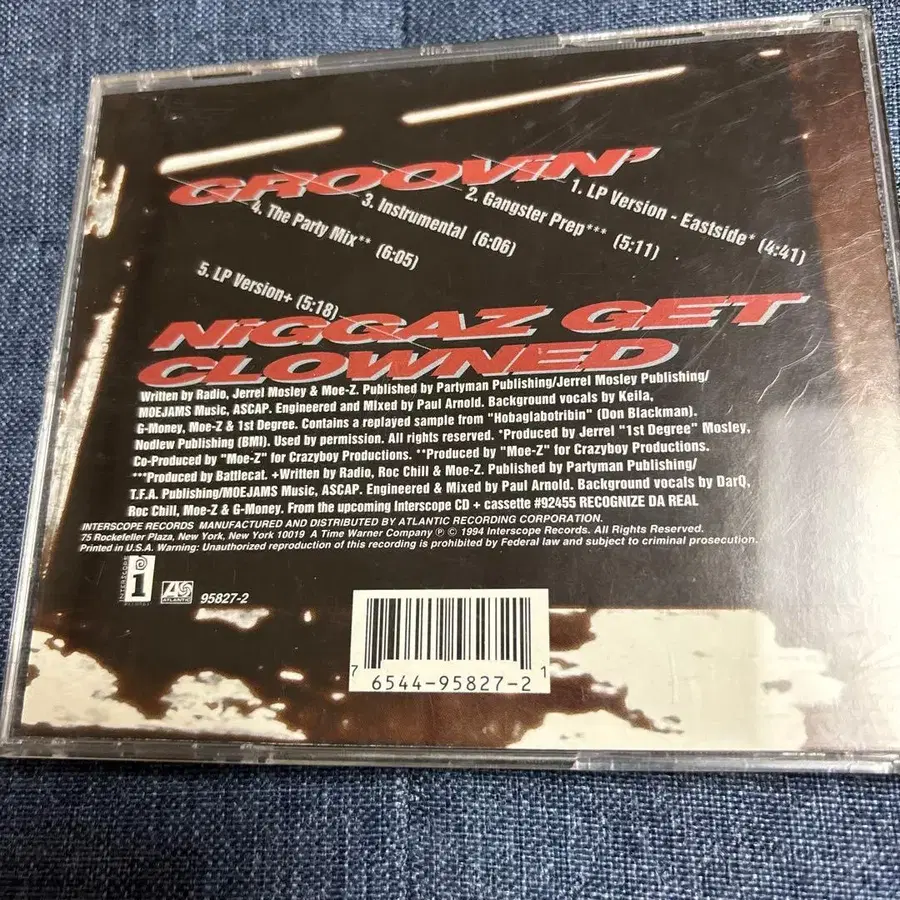 GROOViN'
1. LP Version - Eastside* (4:41)
2. Gangster Prep*** (5:11)
3. Instrumental (6:06)
4. The Party Mix** (6:05)
5. LP Version+ (5:18)
NiGGAZ GET
CLOWNED
Written by Radio, Jerrel Mosley & Moe-Z. Published by Partyman Publishing/Jerrel Mosley Publishing/
MOEJAMS Music, ASCAP. Engineered and Mixed by Paul Arnold. Background vocals by Keila,
G-Money, Moe-Z & 1st Degree. Contains a replayed sample from "Hobaglabotribin" (Don Blackman).
Nodlew Publishing (BMI). Used by permission. All rights reserved. *Produced by Jerrel "1st Degree" Mosley,
Co-Produced by "Moe-Z" for Crazyboy Productions. **Produced by "Moe-Z" for Crazyboy Productions.
***Produced by Battlecat. +Written by Radio, Roc Chill & Moe-Z. Published by Partyman Publishing/
T.F.A. Publishing/MOEJAMS Music, ASCAP. Engineered & Mixed by Paul Arnold. Background vocals by DarQ,
Roc Chill, Moe-Z & G-Money. From the upcoming Interscope CD + cassette #92455 RECOGNIZE DA REAL
INTERSCOPE RECORDS MANUFACTURED AND DISTRIBUTED BY ATLANTIC RECORDING CORPORATION.
75 Rockefeller Plaza, New York, New York 10019 A Time Warner Company ℗ © 1994 Interscope Records. All Rights Reserved.
Printed in U.S.A. Warning: Unauthorized reproduction of this recording is prohibited by Federal law and subject to criminal prosecution.
INTERSCOPE RECORDS
i
ATLANTIC
95827-2
7 6544-95827-2 1